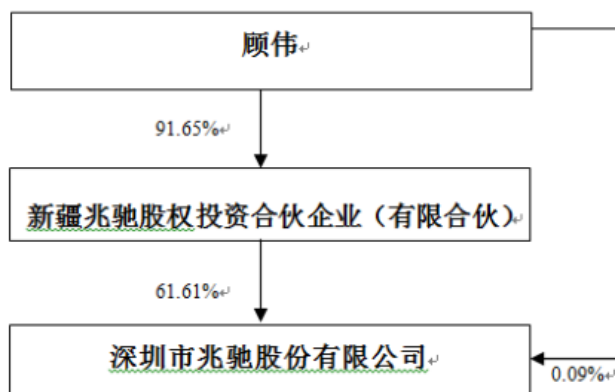 顾伟
91.65%
新疆兆驰股权投资合伙企业（有限合伙）
61.61%
深圳市兆驰股份有限公司
0.09%